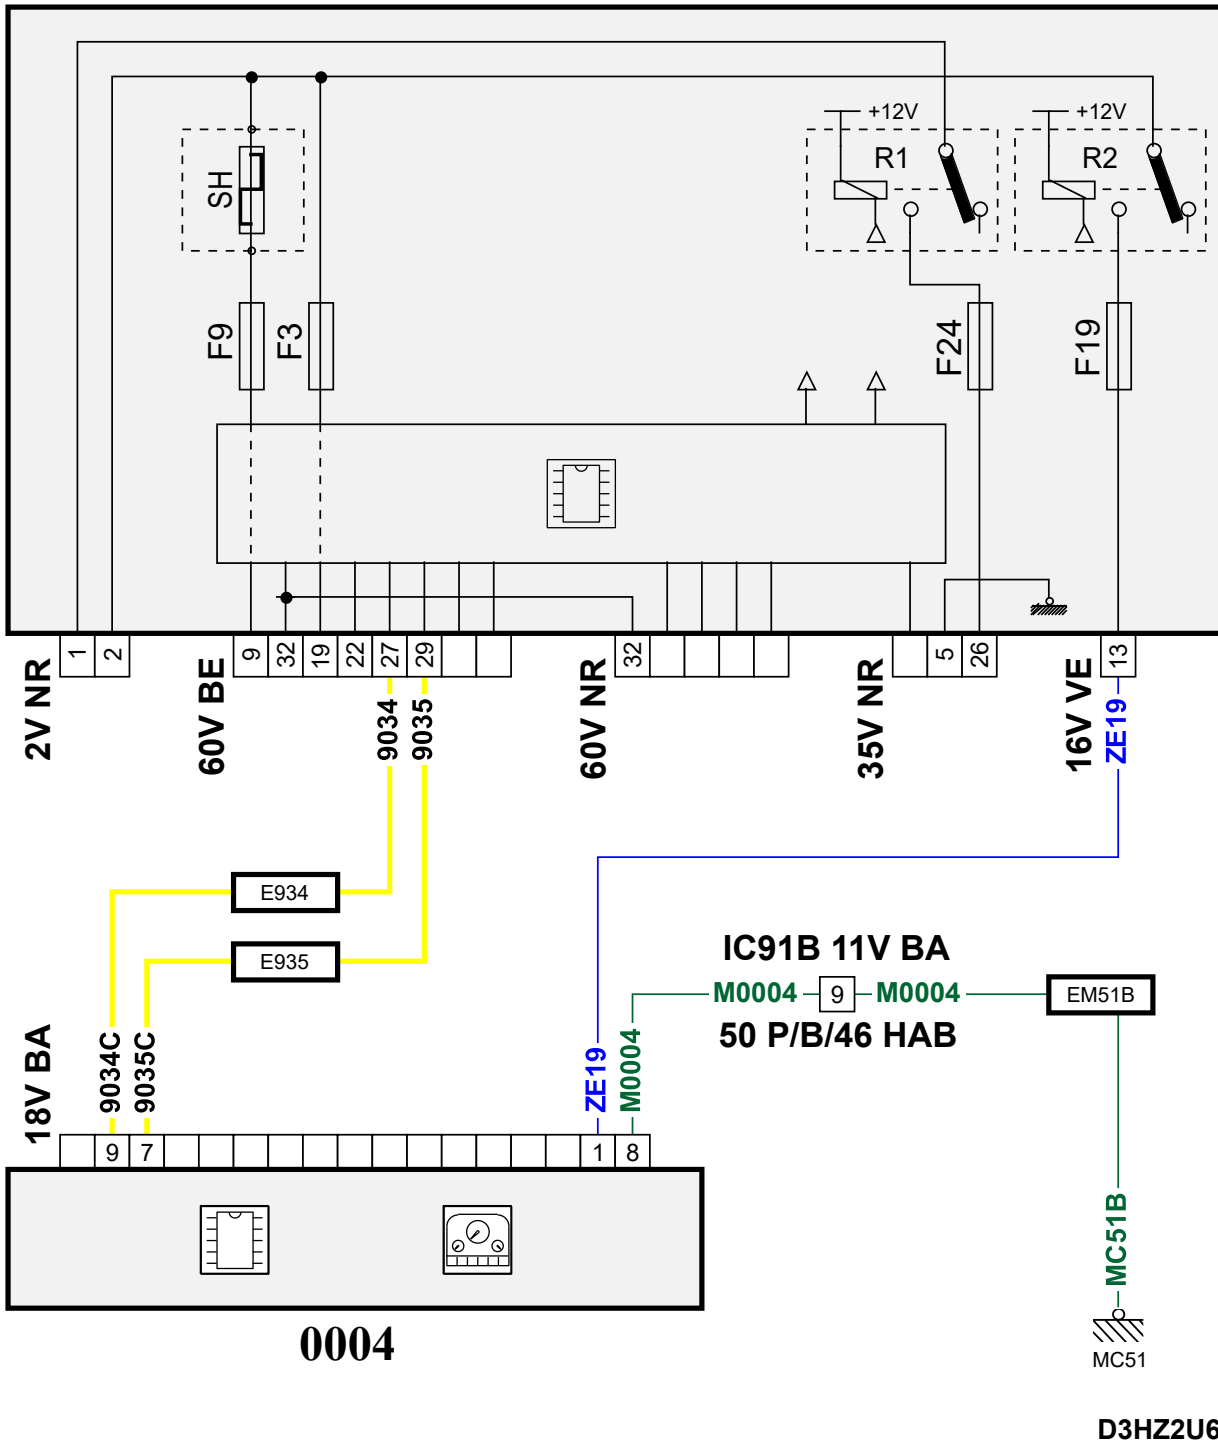 +12V
+12V
R1
R2
SH
F9
F3
F24
F19
2V NR
1
2
60V BE
9
32
19
22
27
29
60V NR
32
35V NR
5
26
16V VE
13
9034
9035
ZE19
E934
E935
IC91B 11V BA
M0004
9
M0004
EM51B
50 P/B/46 HAB
18V BA
9034C
9035C
ZE19
M0004
9
7
1
8
MC51B
0004
MC51
D3HZ2U6